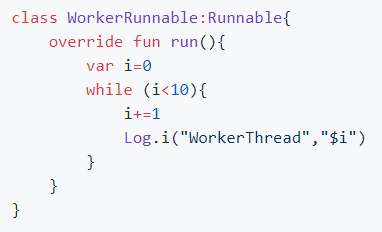 class WorkerRunnable:Runnable{
    override fun run(){
        var i=0
        while (i<10){
            i+=1
            Log.i("WorkerThread","$i")
        }
    }
}